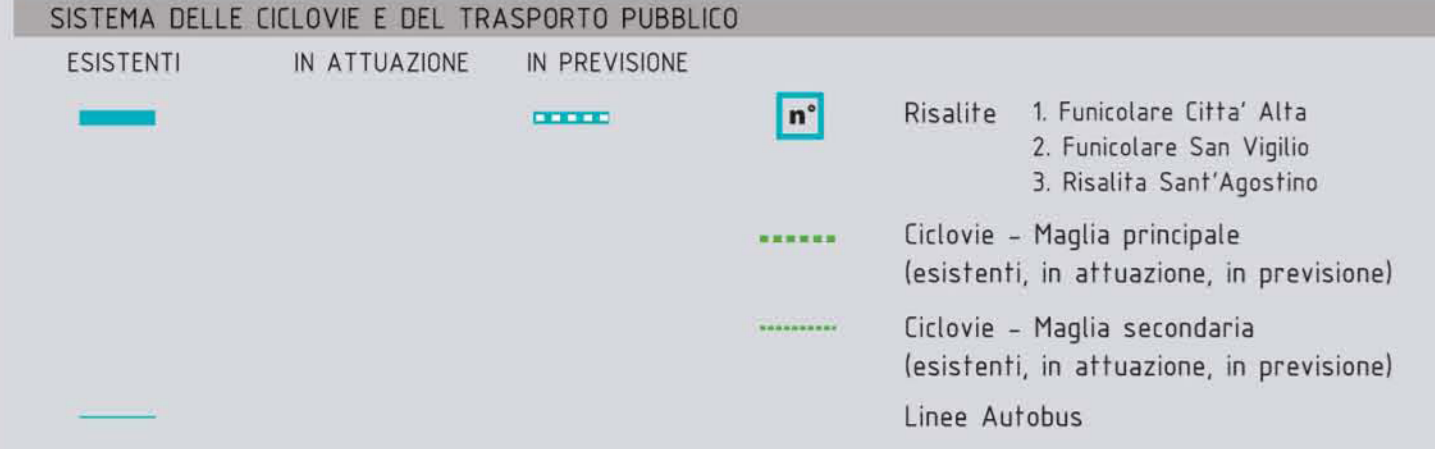 SISTEMA DELLE CICLOVIE E DEL TRASPORTO PUBBLICO
ESISTENTI IN ATTUAZIONE IN PREVISIONE
n° Risalite 1. Funicolare Citta' Alta
2. Funicolare San Vigilio
3. Risalita Sant'Agostino
Ciclovie - Maglia principale
(esistenti, in attuazione, in previsione)
Ciclovie - Maglia secondaria
(esistenti, in attuazione, in previsione)
Linee Autobus